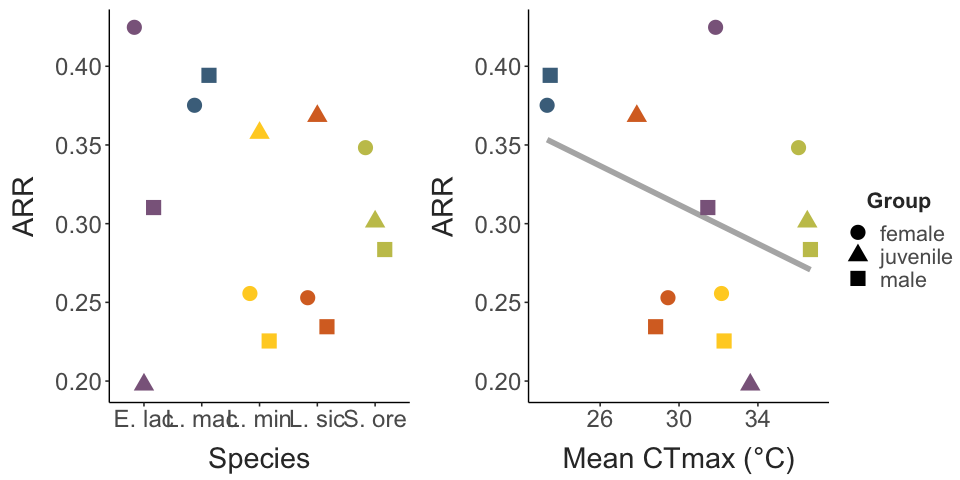 ARR
0.40
0.35
0.30
0.25
0.20
E. lac
L. mac
L. min
L. sic
S. ore
Species
ARR
0.40
0.35
0.30
0.25
0.20
26
30
34
Mean CTmax (°C)
Group
female
juvenile
male